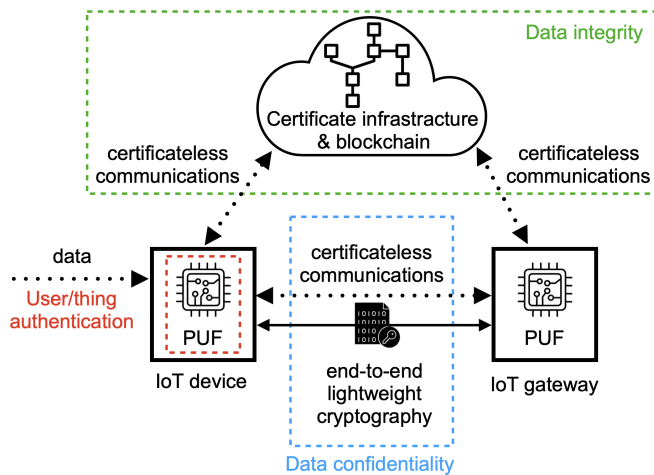 Data integrity
Certificate infrastracture
& blockchain
certificateless
communications
certificateless
communications
data
User/thing
authentication
certificateless
communications
PUF
PUF
IoT device
IoT gateway
end-to-end
lightweight
cryptography
Data confidentiality